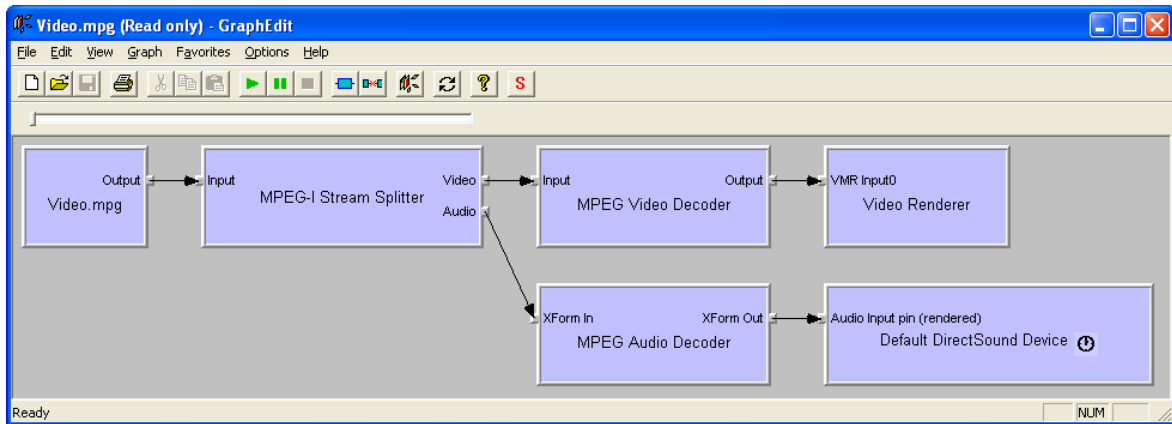 Video.mpg (Read only) - GraphEdit
File Edit View Graph Favorites Options Help
S
Output
Video.mpg
Input
MPEG-I Stream Splitter
Video
Audio
Input
Output
MPEG Video Decoder
VMR Input0
Video Renderer
XForm In
XForm Out
MPEG Audio Decoder
Audio Input pin (rendered)
Default DirectSound Device
Ready
NUM